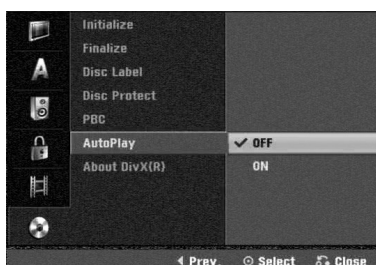 Initialize
Finalize
A
Disc Label
Disc Protect
PBC
AutoPlay
✓ OFF
About DivX(R)
ON
Prev.
Select
Close